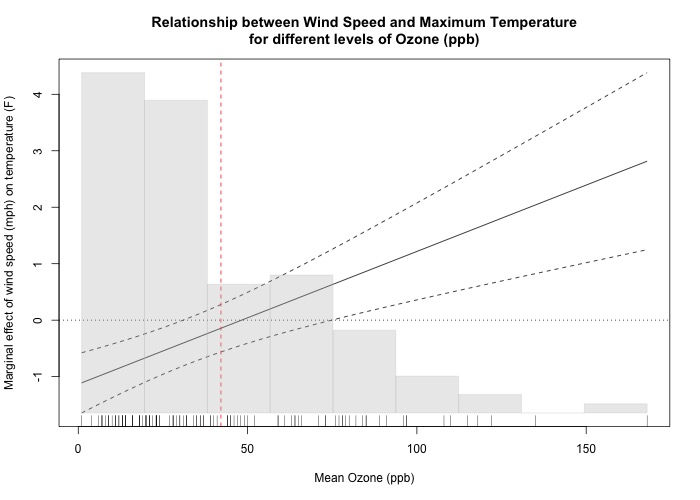 Relationship between Wind Speed and Maximum Temperature
for different levels of Ozone (ppb)
Marginal effect of wind speed (mph) on temperature (F)
4
3
2
1
0
-1
0
50
100
150
Mean Ozone (ppb)